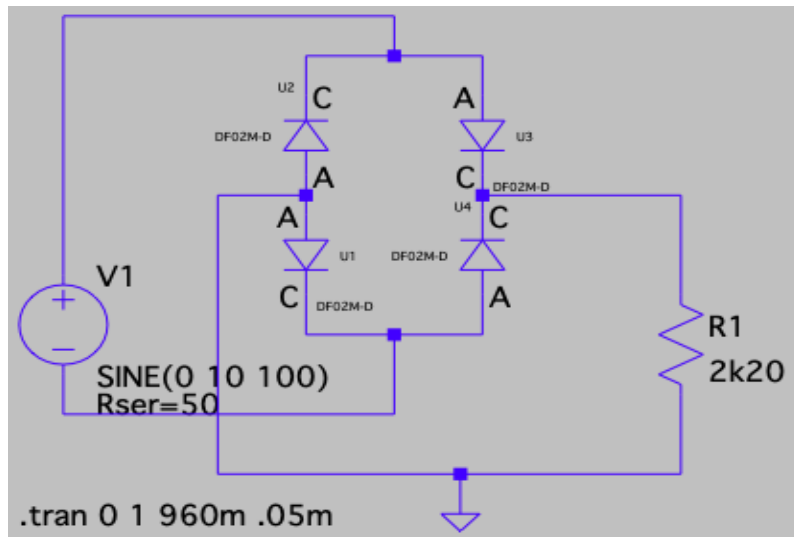 U2
C
A
DF02M-D
U3
A
C
DF02M-D
A
U4
C
U1
DF02M-D
C
DF02M-D
A
V1
+
−
R1
2k20
SINE(0 10 100)
Rser=50
.tran 0 1 960m .05m